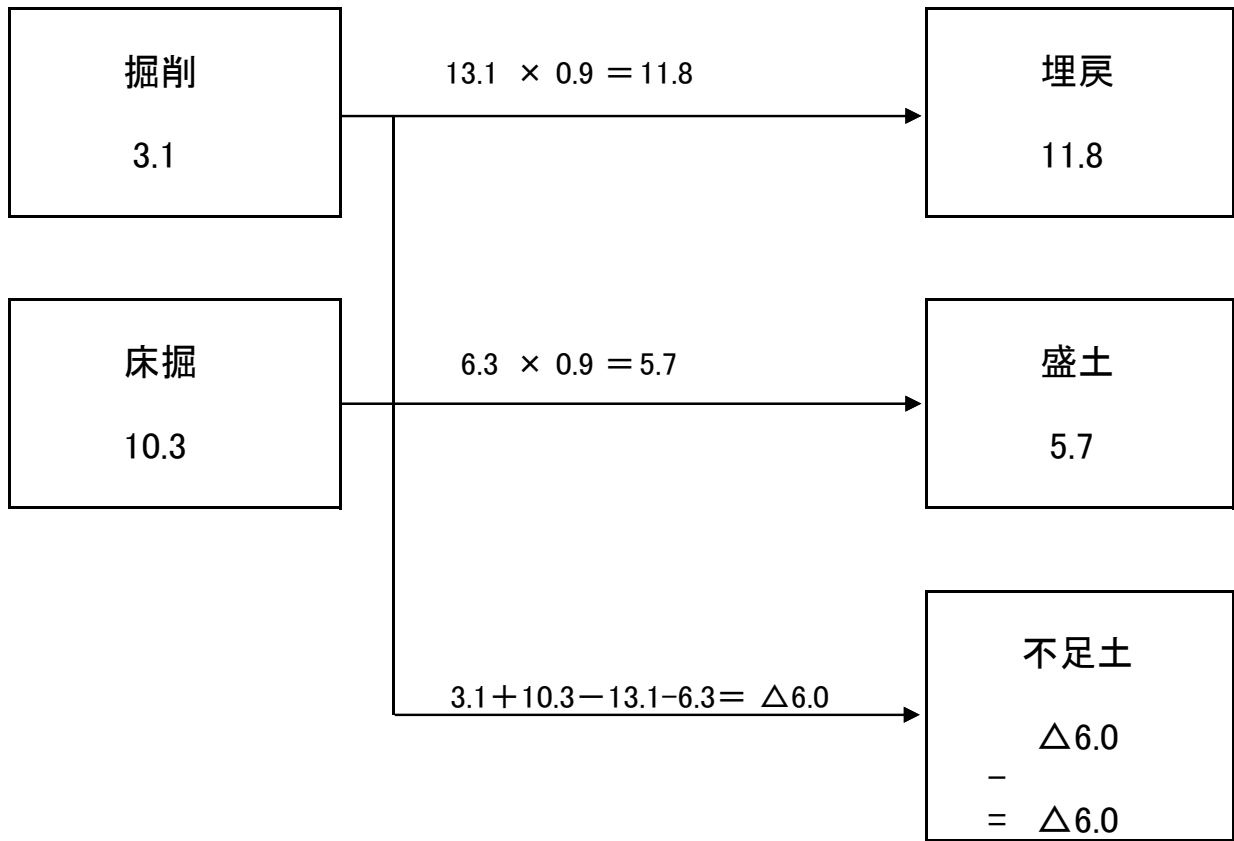 掘削
3.1
13.1 × 0.9 ＝11.8
埋戻
11.8
床掘
10.3
6.3 × 0.9 ＝5.7
盛土
5.7
3.1＋10.3－13.1-6.3＝ △6.0
不足土
△6.0
-
= △6.0